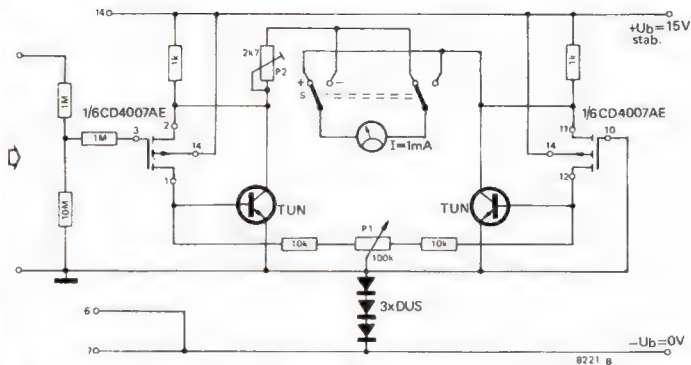 14
+Ub = 15V
stab.
1k
2k7
P2
+
-
S
1k
1M
1/6CD4007AE
1/6CD4007AE
2
11
10
1M
3
14
I=1mA
14
1
12
10M
TUN
TUN
P1
10k
100k
10k
3xDUS
6
7
-Ub=0V
8221 B